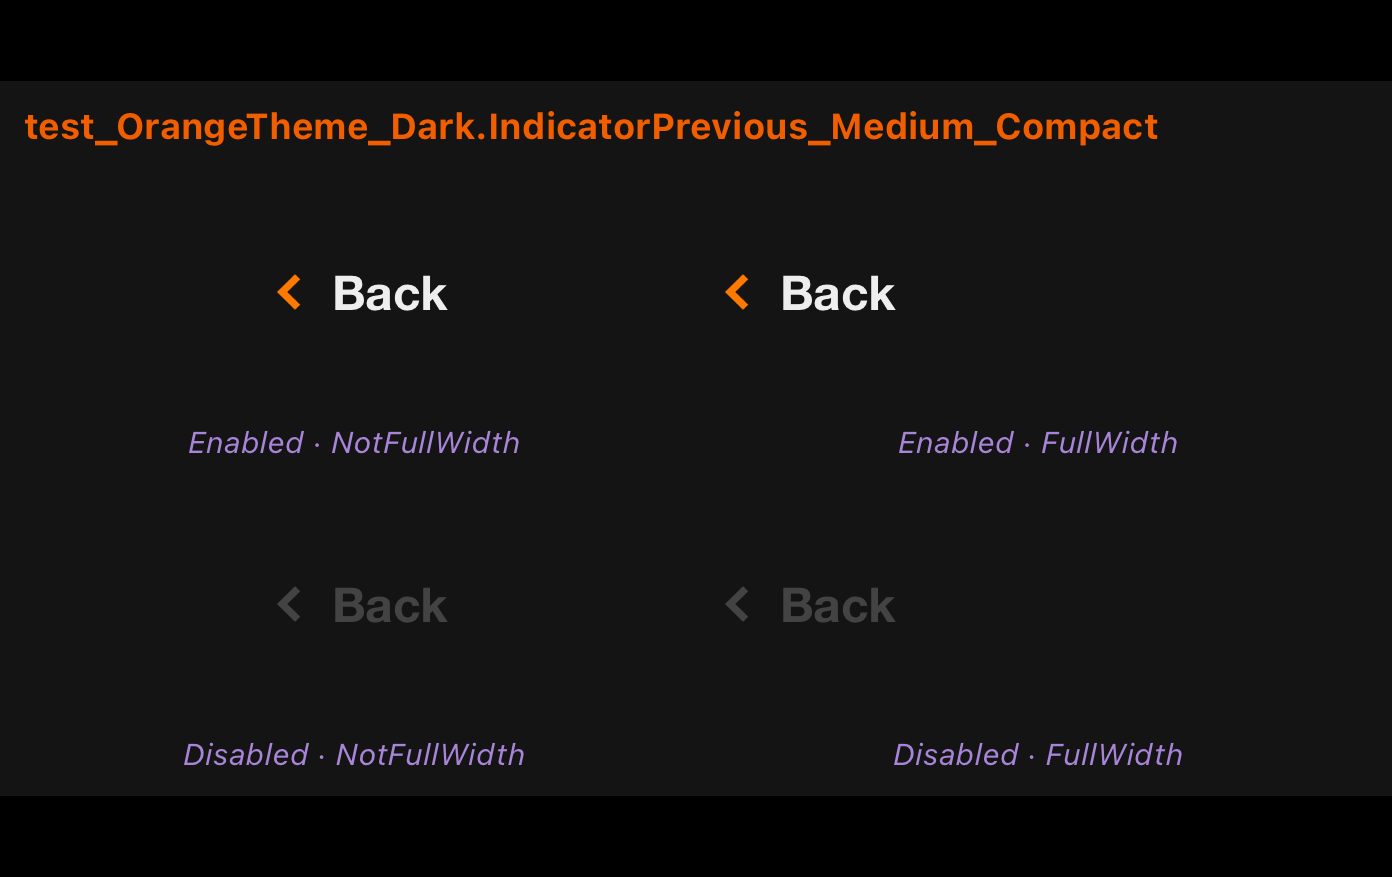 test_OrangeTheme_Dark.IndicatorPrevious_Medium_Compact
Back
Back
Enabled · NotFullWidth
Enabled · FullWidth
Back
Back
Disabled · NotFullWidth
Disabled · FullWidth